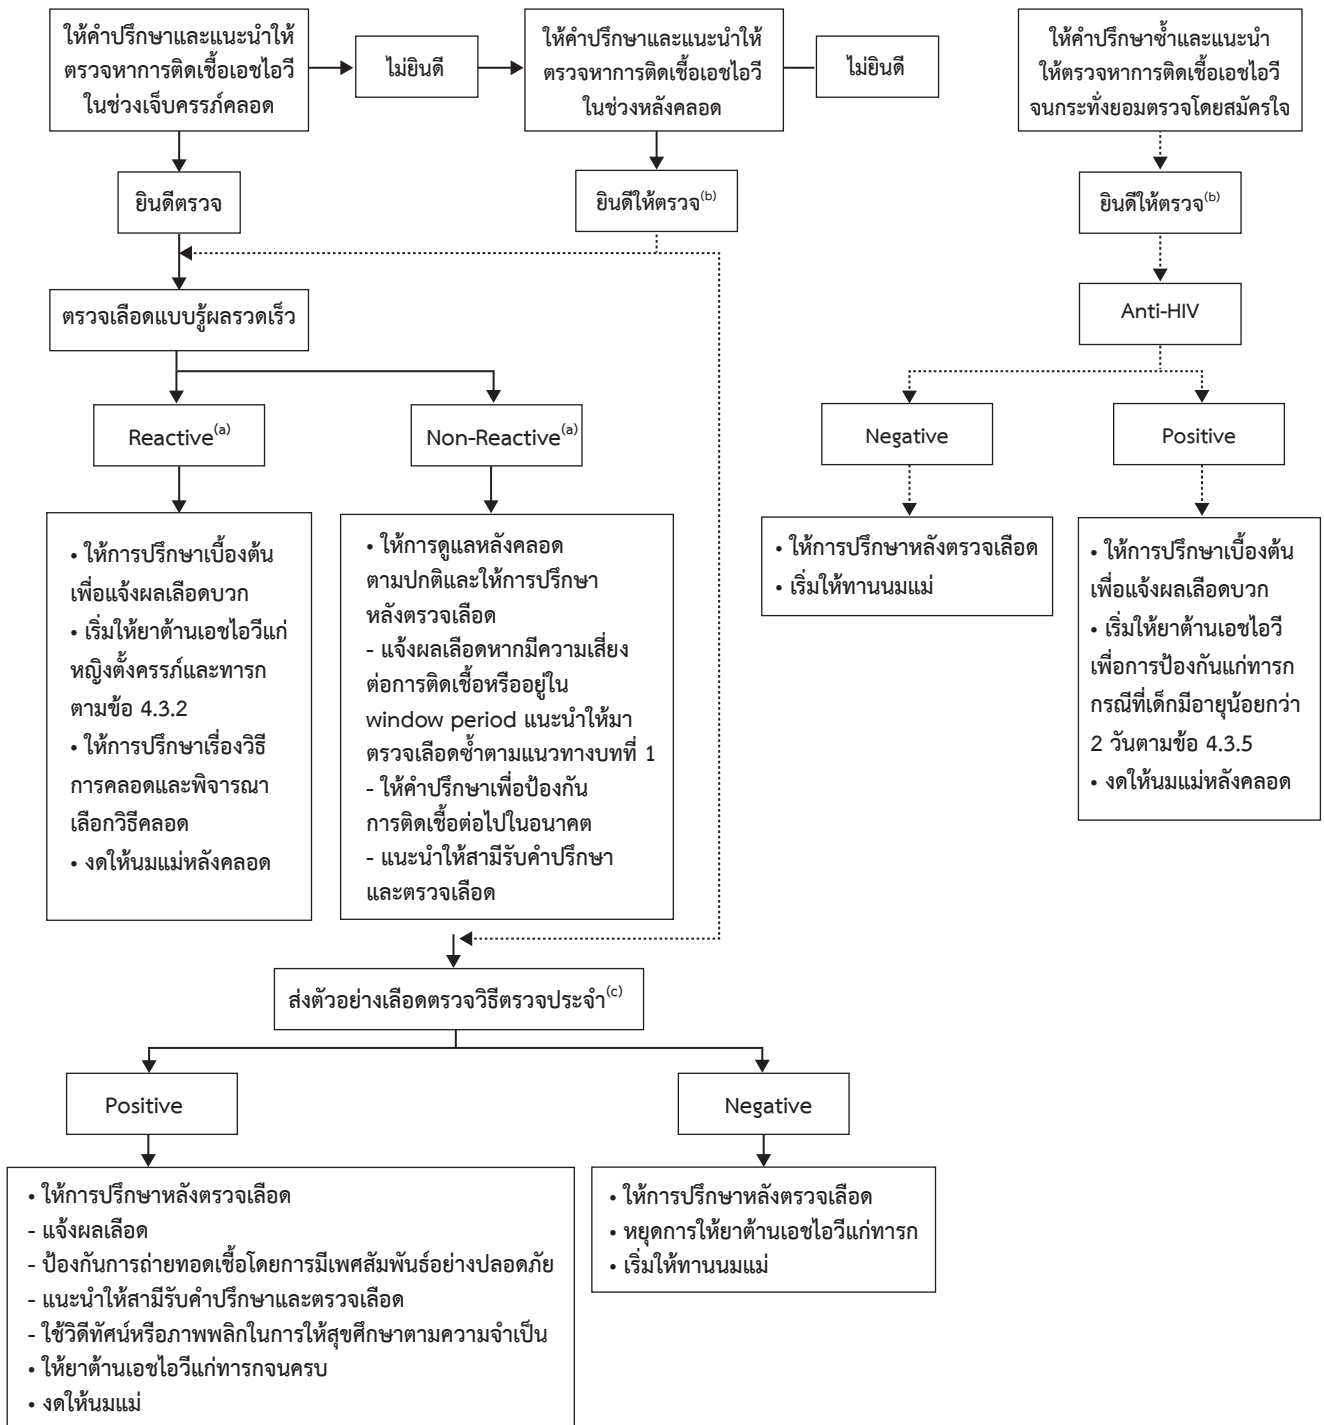 ให้คำปรึกษาและแนะนำให้
ตรวจหาการติดเชื้อเอชไอวี
ในช่วงเจ็บครรภ์คลอด
ไม่ยินดี
ให้คำปรึกษาและแนะนำให้
ตรวจหาการติดเชื้อเอชไอวี
ในช่วงหลังคลอด
ไม่ยินดี
ให้คำปรึกษาซ้ำและแนะนำ
ให้ตรวจหาการติดเชื้อเอชไอวี
จนกระทั่งยอมตรวจโดยสมัครใจ
ยินดีตรวจ
ยินดีให้ตรวจ(b)
ยินดีให้ตรวจ(b)
ตรวจเลือดแบบรู้ผลรวดเร็ว
Anti-HIV
Reactive(a)
Non-Reactive(a)
Negative
Positive
• ให้การปรึกษาเบื้องต้น
เพื่อแจ้งผลเลือดบวก
• เริ่มให้ยาต้านเอชไอวีแก่
หญิงตั้งครรภ์และทารก
ตามข้อ 4.3.2
• ให้การปรึกษาเรื่องวิธี
การคลอดและพิจารณา
เลือกวิธีคลอด
• งดให้นมแม่หลังคลอด
• ให้การดูแลหลังคลอด
ตามปกติและให้การปรึกษา
หลังตรวจเลือด
- แจ้งผลเลือดหากมีความเสี่ยง
ต่อการติดเชื้อหรืออยู่ใน
window period แนะนำให้มา
ตรวจเลือดซ้ำตามแนวทางบทที่ 1
- ให้คำปรึกษาเพื่อป้องกัน
การติดเชื้อต่อไปในอนาคต
- แนะนำให้สามีรับคำปรึกษา
และตรวจเลือด
• ให้การปรึกษาหลังตรวจเลือด
• เริ่มให้ทานนมแม่
• ให้การปรึกษาเบื้องต้น
เพื่อแจ้งผลเลือดบวก
• เริ่มให้ยาต้านเอชไอวี
เพื่อการป้องกันแก่ทารก
กรณีที่เด็กมีอายุน้อยกว่า
2 วันตามข้อ 4.3.5
• งดให้นมแม่หลังคลอด
ส่งตัวอย่างเลือดตรวจวิธีตรวจประจำ(c)
Positive
Negative
• ให้การปรึกษาหลังตรวจเลือด
- แจ้งผลเลือด
- ป้องกันการถ่ายทอดเชื้อโดยการมีเพศสัมพันธ์อย่างปลอดภัย
- แนะนำให้สามีรับคำปรึกษาและตรวจเลือด
- ใช้วิดีทัศน์หรือภาพพลิกในการให้สุขศึกษาตามความจำเป็น
• ให้ยาต้านเอชไอวีแก่ทารกจนครบ
• งดให้นมแม่
• ให้การปรึกษาหลังตรวจเลือด
• หยุดการให้ยาต้านเอชไอวีแก่ทารก
• เริ่มให้ทานนมแม่